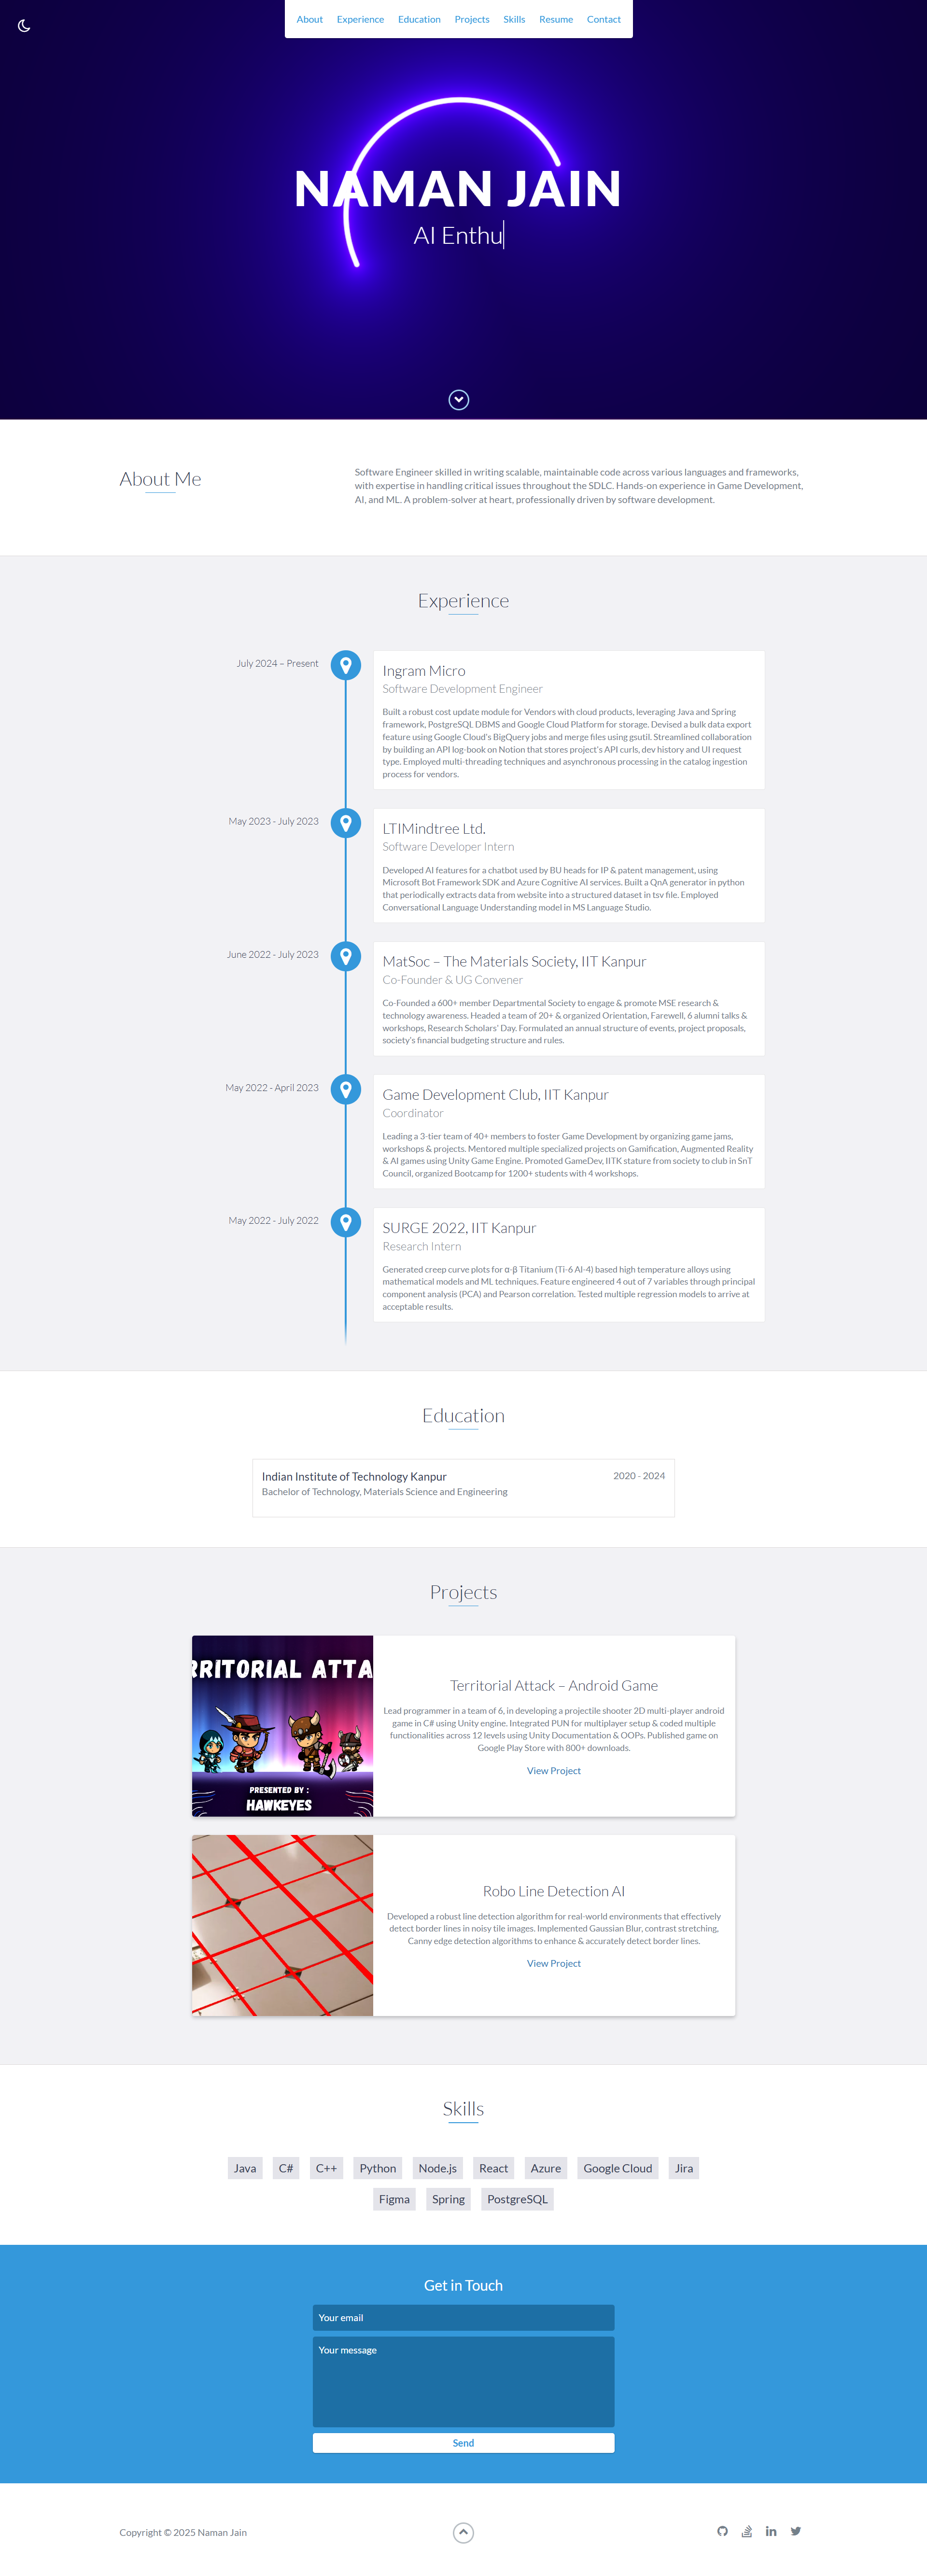 About Experience Education Projects Skills Resume Contact
NAMAN JAIN
AI Enthu
About Me
Software Engineer skilled in writing scalable, maintainable code across various languages and frameworks,
with expertise in handling critical issues throughout the SDLC. Hands-on experience in Game Development,
AI, and ML. A problem-solver at heart, professionally driven by software development.
Experience
July 2024 – Present
Ingram Micro
Software Development Engineer
Built a robust cost update module for Vendors with cloud products, leveraging Java and Spring
framework, PostgreSQL DBMS and Google Cloud Platform for storage. Devised a bulk data export
feature using Google Cloud's BigQuery jobs and merge files using gsutil. Streamlined collaboration
by building an API log-book on Notion that stores project's API curls, dev history and UI request
type. Employed multi-threading techniques and asynchronous processing in the catalog ingestion
process for vendors.
May 2023 - July 2023
LTIMindtree Ltd.
Software Developer Intern
Developed AI features for a chatbot used by BU heads for IP & patent management, using
Microsoft Bot Framework SDK and Azure Cognitive AI services. Built a QnA generator in python
that periodically extracts data from website into a structured dataset in tsv file. Employed
Conversational Language Understanding model in MS Language Studio.
June 2022 - July 2023
MatSoc – The Materials Society, IIT Kanpur
Co-Founder & UG Convener
Co-Founded a 600+ member Departmental Society to engage & promote MSE research &
technology awareness. Headed a team of 20+ & organized Orientation, Farewell, 6 alumni talks &
workshops, Research Scholars' Day. Formulated an annual structure of events, project proposals,
society's financial budgeting structure and rules.
May 2022 - April 2023
Game Development Club, IIT Kanpur
Coordinator
Leading a 3-tier team of 40+ members to foster Game Development by organizing game jams,
workshops & projects. Mentored multiple specialized projects on Gamification, Augmented Reality
& AI games using Unity Game Engine. Promoted GameDev, IITK stature from society to club in SnT
Council, organized Bootcamp for 1200+ students with 4 workshops.
May 2022 - July 2022
SURGE 2022, IIT Kanpur
Research Intern
Generated creep curve plots for α-β Titanium (Ti-6 Al-4) based high temperature alloys using
mathematical models and ML techniques. Feature engineered 4 out of 7 variables through principal
component analysis (PCA) and Pearson correlation. Tested multiple regression models to arrive at
acceptable results.
Education
Indian Institute of Technology Kanpur 2020 - 2024
Bachelor of Technology, Materials Science and Engineering
Projects
RRITORIAL ATTA
PRESENTED BY :
HAWKEYES
Territorial Attack – Android Game
Lead programmer in a team of 6, in developing a projectile shooter 2D multi-player android
game in C# using Unity engine. Integrated PUN for multiplayer setup & coded multiple
functionalities across 12 levels using Unity Documentation & OOPs. Published game on
Google Play Store with 800+ downloads.
View Project
Robo Line Detection AI
Developed a robust line detection algorithm for real-world environments that effectively
detect border lines in noisy tile images. Implemented Gaussian Blur, contrast stretching,
Canny edge detection algorithms to enhance & accurately detect border lines.
View Project
Skills
Java C# C++ Python Node.js React Azure Google Cloud Jira
Figma Spring PostgreSQL
Get in Touch
Your email
Your message
Send
Copyright © 2025 Naman Jain